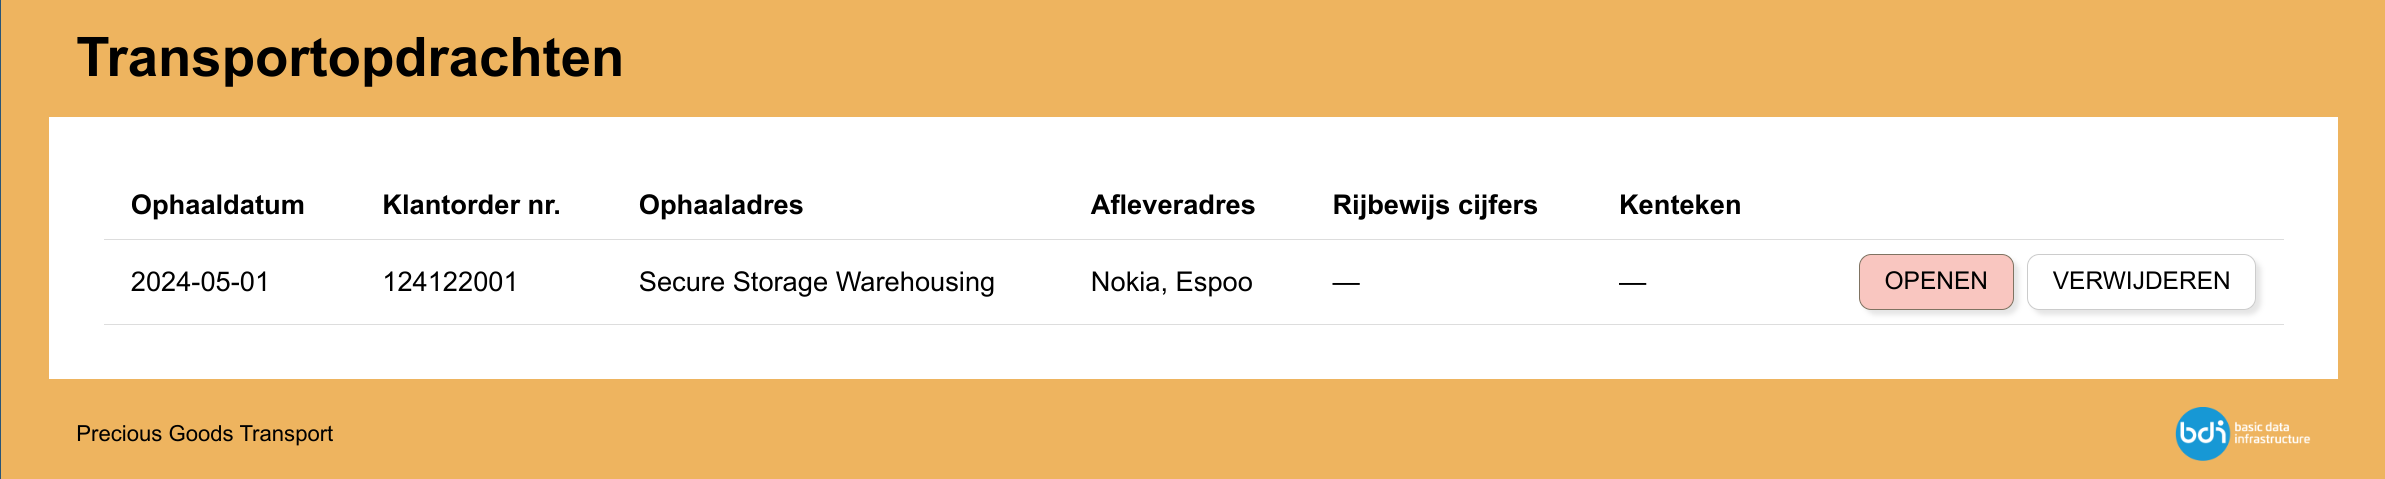 Transportopdrachten
Ophaaldatum Klantorder nr. Ophaaladres Afleveradres Rijbewijs cijfers Kenteken
2024-05-01 124122001 Secure Storage Warehousing Nokia, Espoo — — OPENEN VERWIJDEREN
Precious Goods Transport
bdi basic data
infrastructure